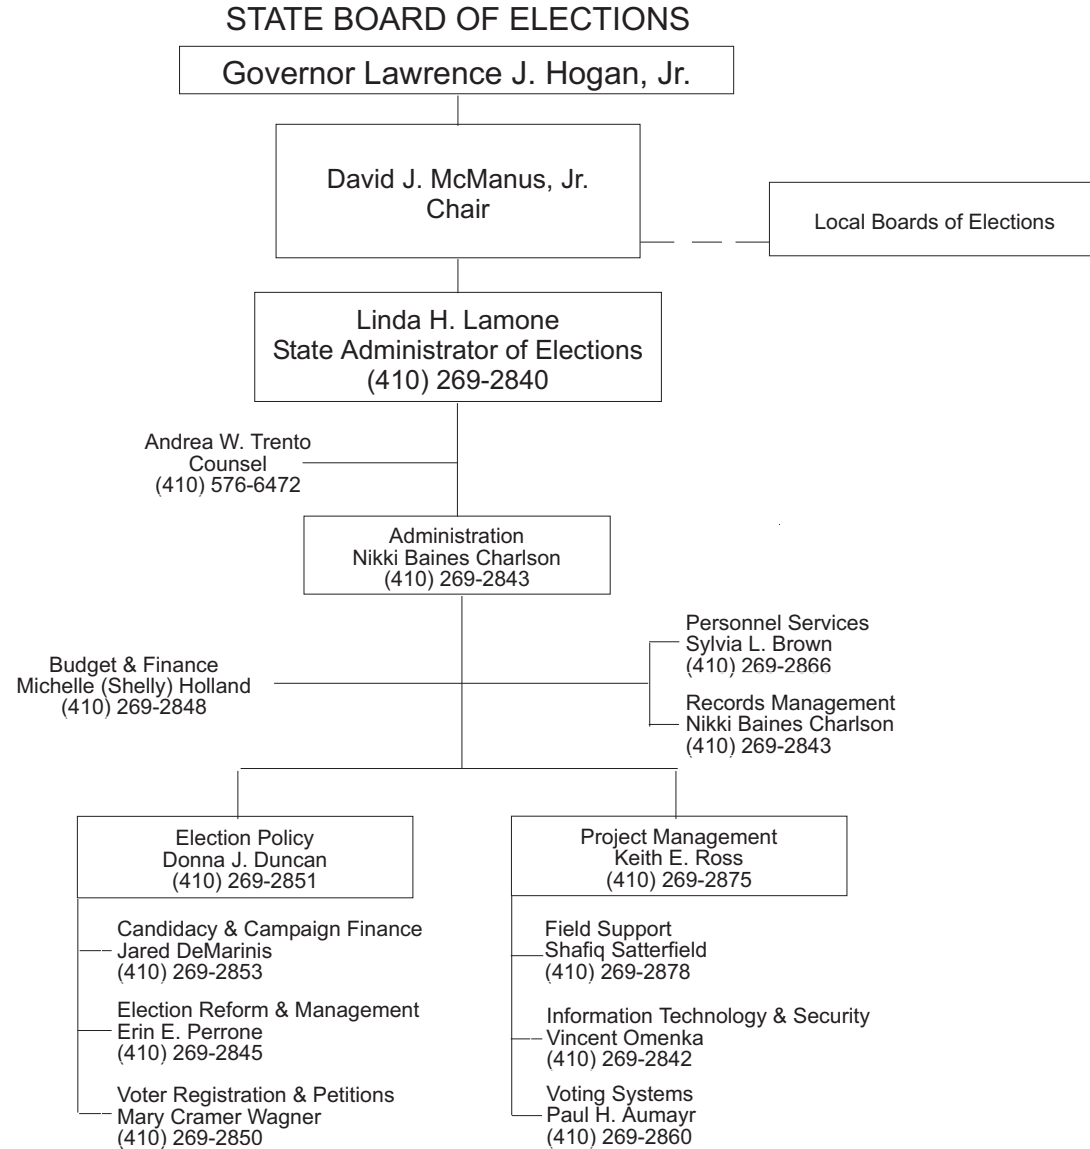 STATE BOARD OF ELECTIONS
Governor Lawrence J. Hogan, Jr.
David J. McManus, Jr.
Chair
Local Boards of Elections
Linda H. Lamone
State Administrator of Elections
(410) 269-2840
Andrea W. Trento
Counsel
(410) 576-6472
Administration
Nikki Baines Charlson
(410) 269-2843
Budget & Finance
Michelle (Shelly) Holland
(410) 269-2848
Personnel Services
Sylvia L. Brown
(410) 269-2866
Records Management
Nikki Baines Charlson
(410) 269-2843
Election Policy
Donna J. Duncan
(410) 269-2851
Candidacy & Campaign Finance
Jared DeMarinis
(410) 269-2853
Election Reform & Management
Erin E. Perrone
(410) 269-2845
Voter Registration & Petitions
Mary Cramer Wagner
(410) 269-2850
Project Management
Keith E. Ross
(410) 269-2875
Field Support
Shafiq Satterfield
(410) 269-2878
Information Technology & Security
Vincent Omenka
(410) 269-2842
Voting Systems
Paul H. Aumayr
(410) 269-2860